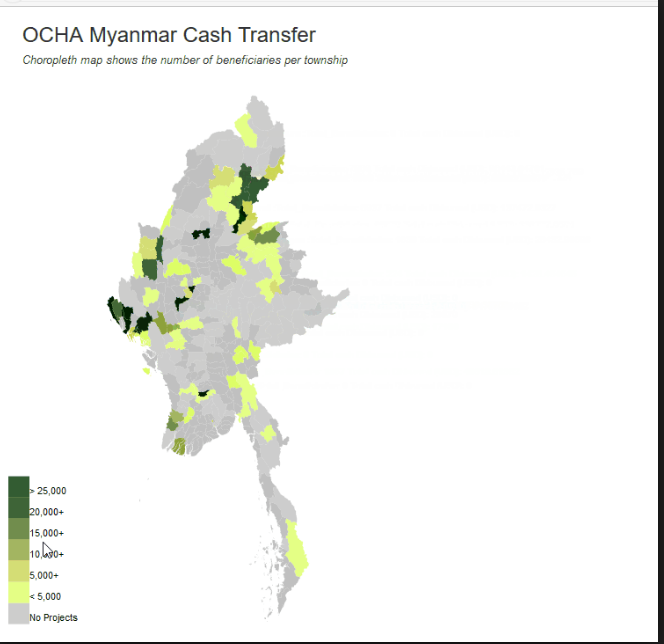 OCHA Myanmar Cash Transfer
Choropleth map shows the number of beneficiaries per township
> 25,000
20,000+
15,000+
10,000+
5,000+
< 5,000
No Projects